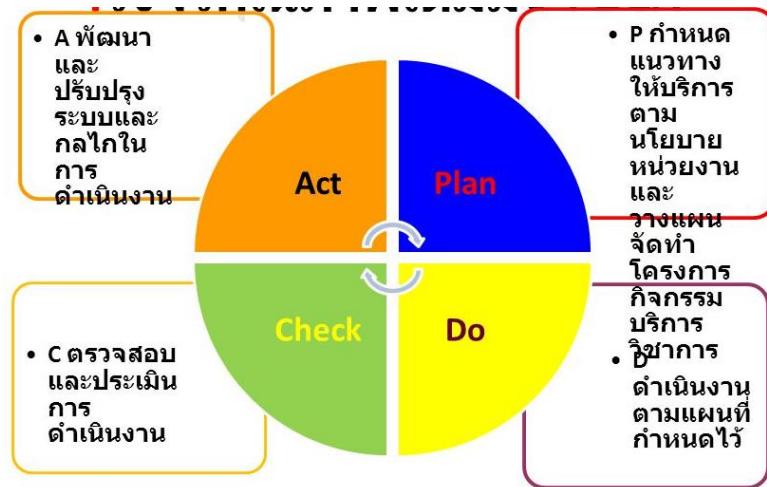 • A พัฒนา
และ
ปรับปรุง
ระบบและ
กลไกใน
การ
ดำเนินงาน
• P กำหนด
แนวทาง
ให้บริการ
ตาม
นโยบาย
หน่วยงาน
และ
วางแผน
จัดทำ
โครงการ
กิจกรรม
บริการ
วิชาการ
Act
Plan
Check
Do
• C ตรวจสอบ
และประเมิน
การ
ดำเนินงาน
• D
ดำเนินงาน
ตามแผนที่
กำหนดไว้